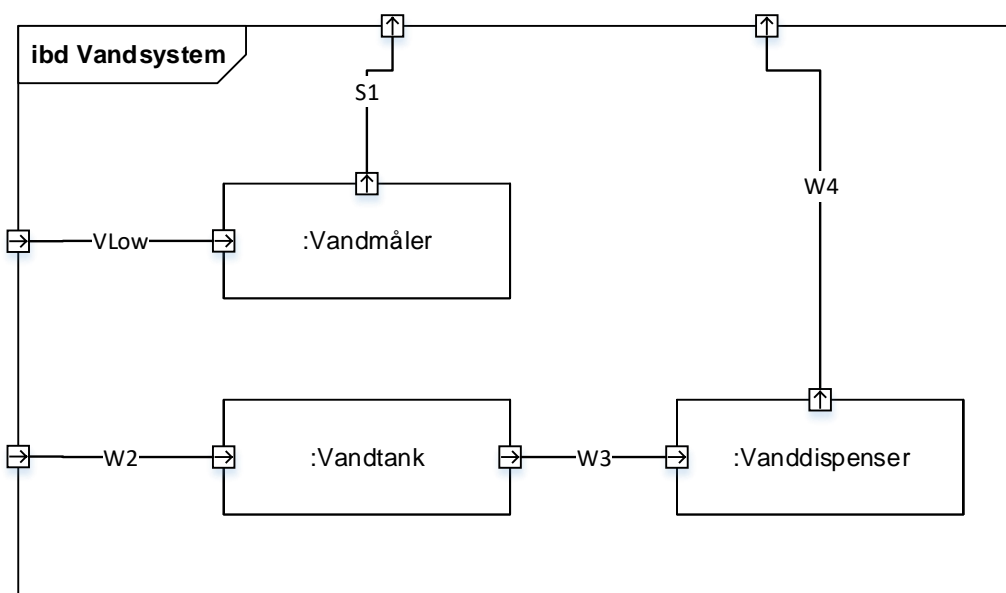 ibd Vandsystem
S1
W4
VLow
:Vandmåler
W2
:Vandtank
W3
:Vanddispenser